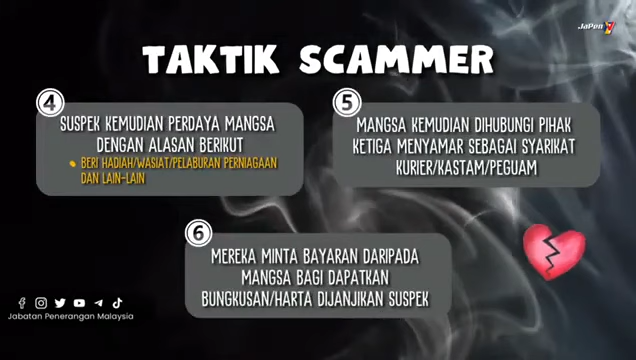 JaPen
TAKTIK SCAMMER
4
SUSPEK KEMUDIAN PERDAYA MANGSA
DENGAN ALASAN BERIKUT
BERI HADIAH/WASIAT/PELABURAN PERNIAGAAN
DAN LAIN-LAIN
5
MANGSA KEMUDIAN DIHUBUNGI PIHAK
KETIGA MENYAMAR SEBAGAI SYARIKAT
KURIER/KASTAM/PEGUAM
6
MEREKA MINTA BAYARAN DARIPADA
MANGSA BAGI DAPATKAN
BUNGKUSAN/HARTA DIJANJIKAN SUSPEK
Jabatan Penerangan Malaysia